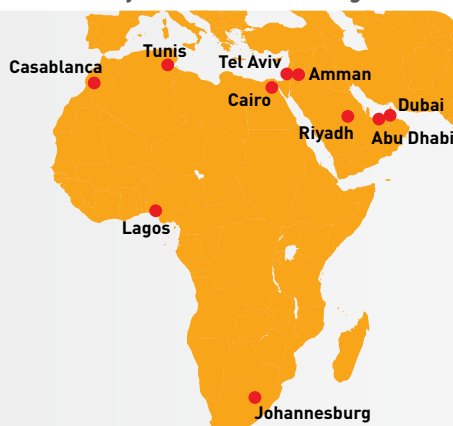 Tunis
Casablanca
Tel Aviv
Amman
Cairo
Dubai
Riyadh
Abu Dhabi
Lagos
Johannesburg